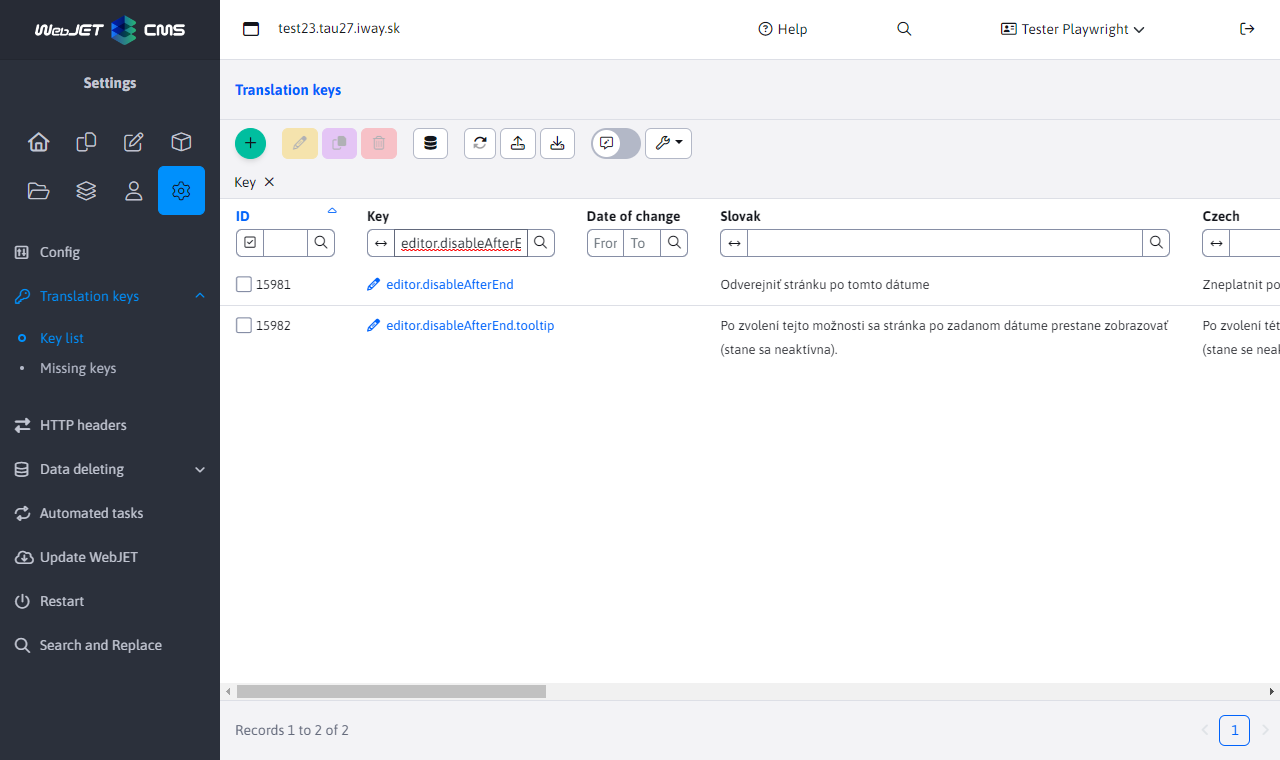 WebJET CMS
test23.tau27.iway.sk
Help
Tester Playwright
Settings
Translation keys
Key
ID
Key
Date of change
Slovak
Czech
editor.disableAfterE
From
To
15981
editor.disableAfterEnd
Odverejniť stránku po tomto dátume
Zneplatnit po
15982
editor.disableAfterEnd.tooltip
Po zvolení tejto možnosti sa stránka po zadanom dátume prestane zobrazovať
(stane sa neaktívna).
Po zvolení tét
(stane se neak
Config
Translation keys
Key list
Missing keys
HTTP headers
Data deleting
Automated tasks
Update WebJET
Restart
Search and Replace
Records 1 to 2 of 2
1